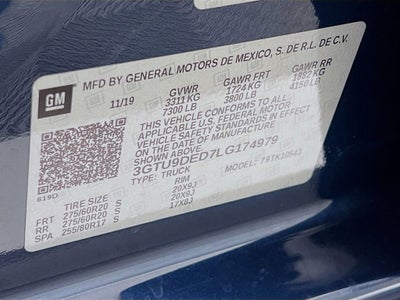 MFD BY GENERAL MOTORS DE MEXICO, S. DE R.L. DE C.V.
GM
11/19 GVWR GAWR FRT GAWR RR
3311 KG 1724 KG 1882 KG
7300 LB 3800 LB 4150 LB
THIS VEHICLE CONFORMS TO ALL
APPLICABLE U.S. FEDERAL MOTOR
VEHICLE SAFETY STANDARDS IN EFFECT
ON THE DATE OF MANUFACTURE SHOWN ABOVE.
3GTU9DED7LG174979
TYPE: TRUCK 79TK10543
619D
TIRE SIZE RIM
FRT 275/60R20 S 20X9J
RR 275/60R20 S 20X9J
SPA 255/80R17 S 17X8J